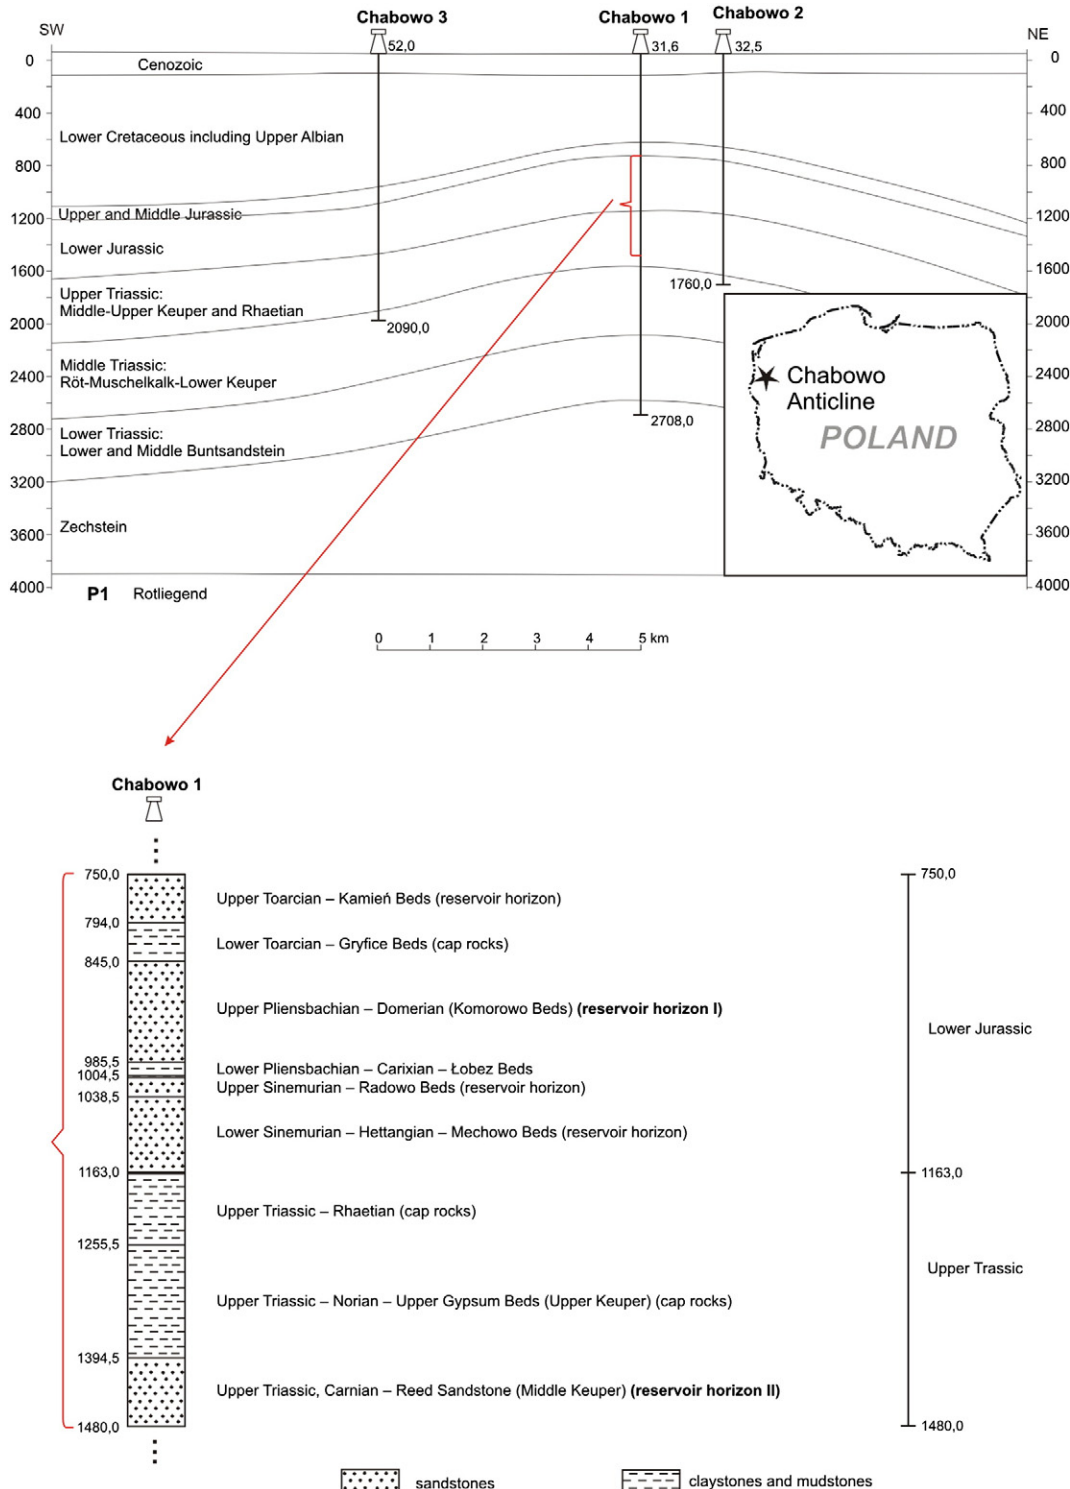 Chabowo 3
Chabowo 1
Chabowo 2
SW
NE
52,0
31,6
32,5
0
400
800
1200
1600
2000
2400
2800
3200
3600
4000
0
400
800
1200
1600
2000
2400
2800
3200
3600
4000
Cenozoic
Lower Cretaceous including Upper Albian
Upper and Middle Jurassic
Lower Jurassic
Upper Triassic:
Middle-Upper Keuper and Rhaetian
Middle Triassic:
Röt-Muschelkalk-Lower Keuper
Lower Triassic:
Lower and Middle Buntsandstein
Zechstein
P1 Rotliegend
2090,0
2708,0
1760,0
Chabowo
Anticline
POLAND
0 1 2 3 4 5 km
Chabowo 1
750,0
794,0
845,0
985,5
1004,5
1038,5
1163,0
1255,5
1394,5
1480,0
Upper Toarcian – Kamień Beds (reservoir horizon)
Lower Toarcian – Gryfice Beds (cap rocks)
Upper Pliensbachian – Domerian (Komorowo Beds) (reservoir horizon I)
Lower Pliensbachian – Carixian – Łobez Beds
Upper Sinemurian – Radowo Beds (reservoir horizon)
Lower Sinemurian – Hettangian – Mechowo Beds (reservoir horizon)
Upper Triassic – Rhaetian (cap rocks)
Upper Triassic – Norian – Upper Gypsum Beds (Upper Keuper) (cap rocks)
Upper Triassic, Carnian – Reed Sandstone (Middle Keuper) (reservoir horizon II)
750,0
Lower Jurassic
1163,0
Upper Trassic
1480,0
sandstones
claystones and mudstones